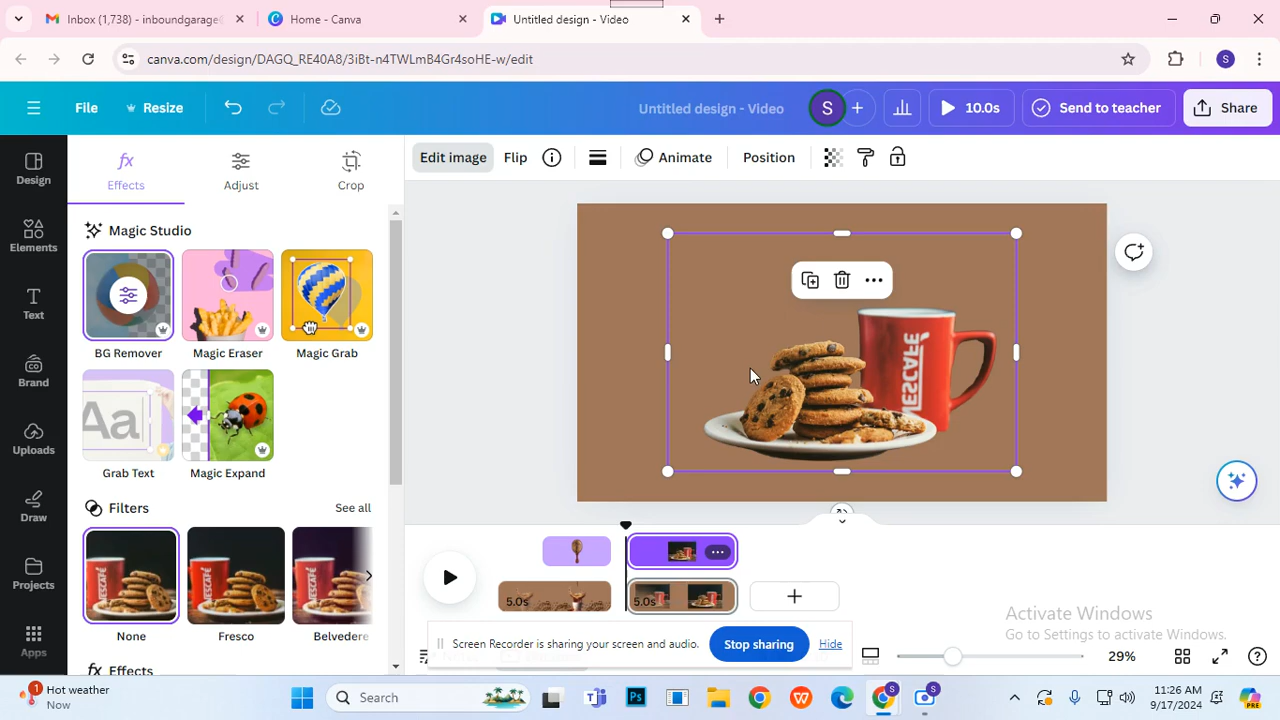 Inbox (1,738) - inboundgarage@
Home - Canva
Untitled design - Video
canva.com/design/DAGQ_RE40A8/3iBt-n4TWLmB4Gr4soHE-w/edit
S
File
Resize
Untitled design - Video
S
10.0s
Send to teacher
Share
Design
Elements
Text
Brand
Uploads
Draw
Projects
Apps
Effects
Adjust
Crop
Edit image
Flip
Animate
Position
Magic Studio
BG Remover
Magic Eraser
Magic Grab
Grab Text
Magic Expand
Filters
See all
None
Fresco
Belvedere
Effects
NESCAFÉ
5.0s
5.0s
Screen Recorder is sharing your screen and audio.
Stop sharing
Hide
Activate Windows
Go to Settings to activate Windows.
29%
Hot weather
Now
Search
11:26 AM
9/17/2024